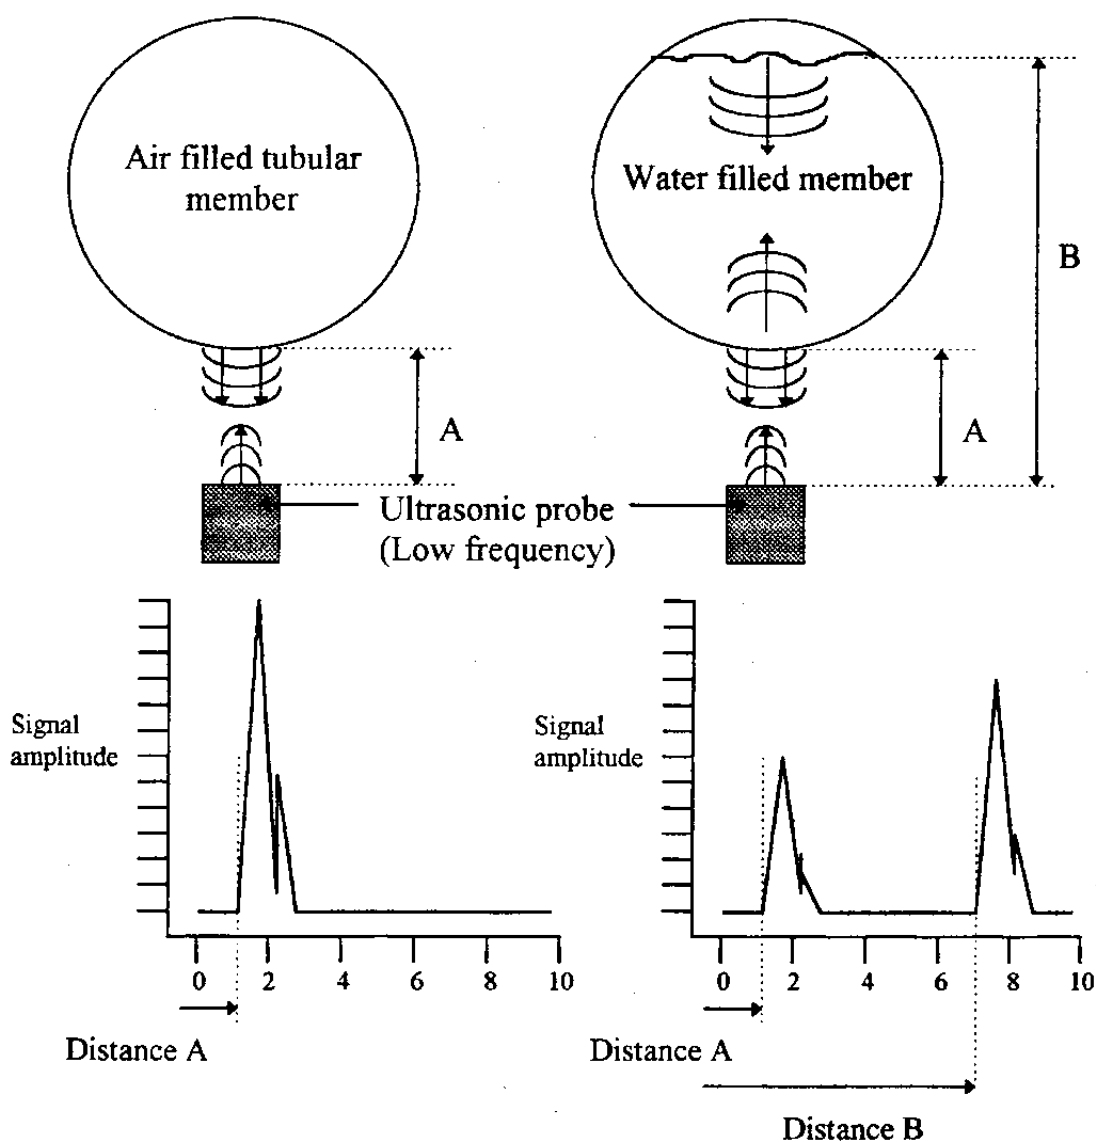 Air filled tubular
member
Water filled member
B
A
A
Ultrasonic probe
(Low frequency)
Signal
amplitude
0 2 4 6 8 10
Distance A
Signal
amplitude
0 2 4 6 8 10
Distance A
Distance B